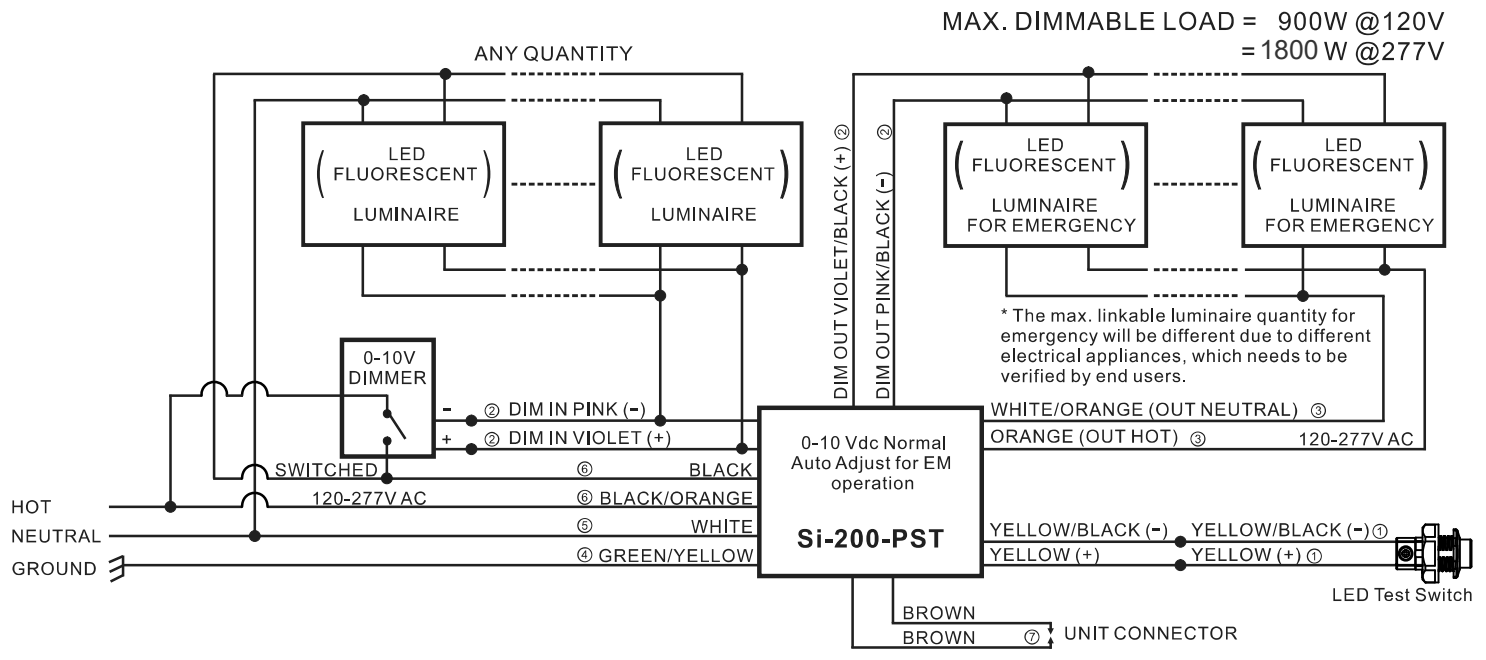 MAX. DIMMABLE LOAD = 900W @120V
= 1800 W @277V
ANY QUANTITY
LED
FLUORESCENT
LUMINAIRE
LED
FLUORESCENT
LUMINAIRE
DIM OUT VIOLET/BLACK (+) ②
DIM OUT PINK/BLACK (-) ②
LED
FLUORESCENT
LUMINAIRE
FOR EMERGENCY
LED
FLUORESCENT
LUMINAIRE
FOR EMERGENCY
* The max. linkable luminaire quantity for
emergency will be different due to different
electrical appliances, which needs to be
verified by end users.
0-10V
DIMMER
- ② DIM IN PINK (-)
+ ② DIM IN VIOLET (+)
SWITCHED ⑥ BLACK
HOT 120-277V AC ⑥ BLACK/ORANGE
NEUTRAL ⑤ WHITE
GROUND ④ GREEN/YELLOW
0-10 Vdc Normal
Auto Adjust for EM
operation
Si-200-PST
WHITE/ORANGE (OUT NEUTRAL) ③
ORANGE (OUT HOT) ③ 120-277V AC
YELLOW/BLACK (-) YELLOW/BLACK (-) ①
YELLOW (+) YELLOW (+) ①
LED Test Switch
BROWN
BROWN ⑦ UNIT CONNECTOR